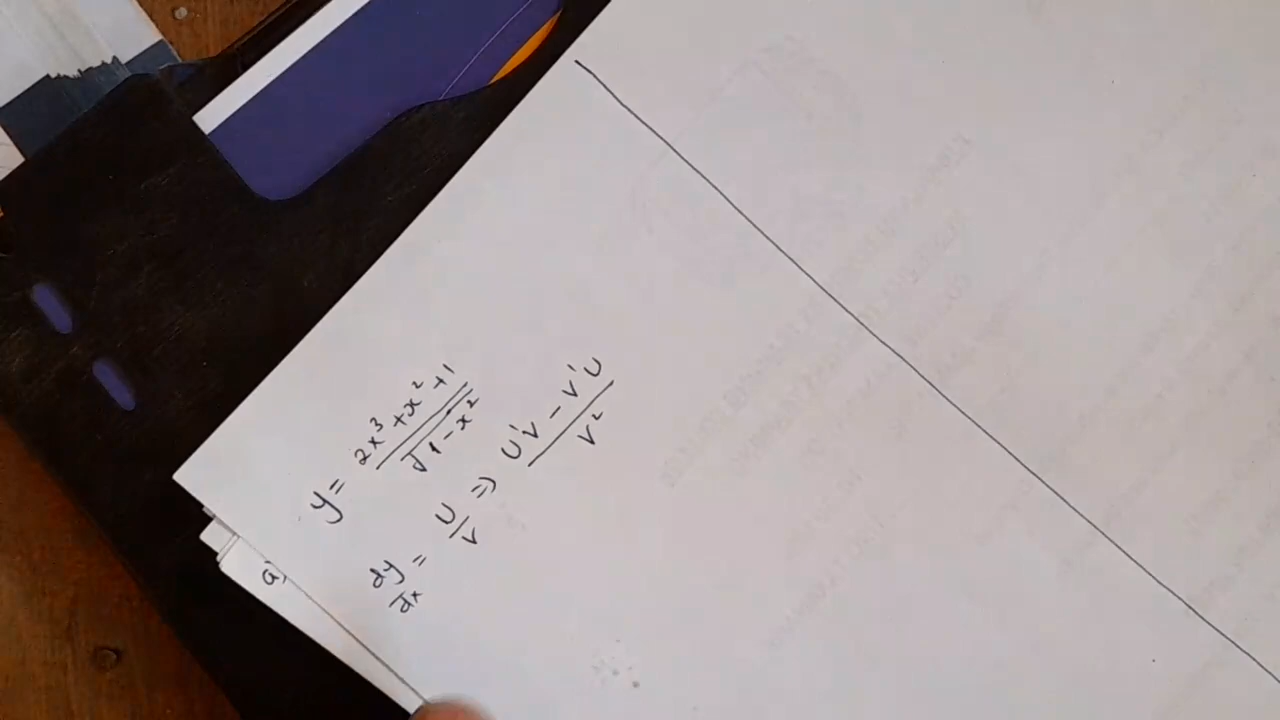 y = 2x³ + x² + 1 / √1 - x²
dy/dx = U/V ⇒ U'V - V'U / V²
a)